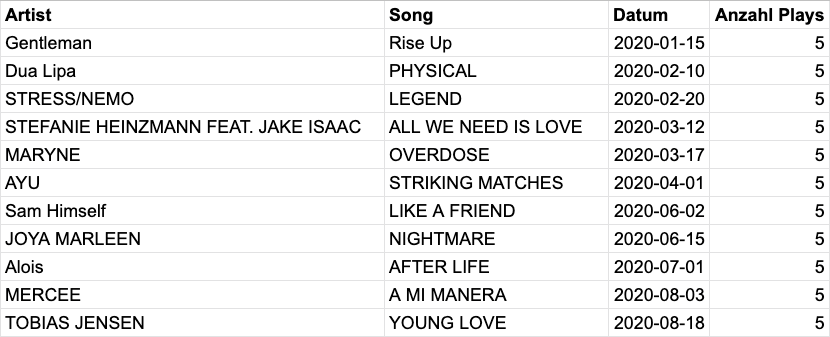 Artist Song Datum Anzahl Plays
Gentleman Rise Up 2020-01-15 5
Dua Lipa PHYSICAL 2020-02-10 5
STRESS/NEMO LEGEND 2020-02-20 5
STEFANIE HEINZMANN FEAT. JAKE ISAAC ALL WE NEED IS LOVE 2020-03-12 5
MARYNE OVERDOSE 2020-03-17 5
AYU STRIKING MATCHES 2020-04-01 5
Sam Himself LIKE A FRIEND 2020-06-02 5
JOYA MARLEEN NIGHTMARE 2020-06-15 5
Alois AFTER LIFE 2020-07-01 5
MERCEE A MI MANERA 2020-08-03 5
TOBIAS JENSEN YOUNG LOVE 2020-08-18 5